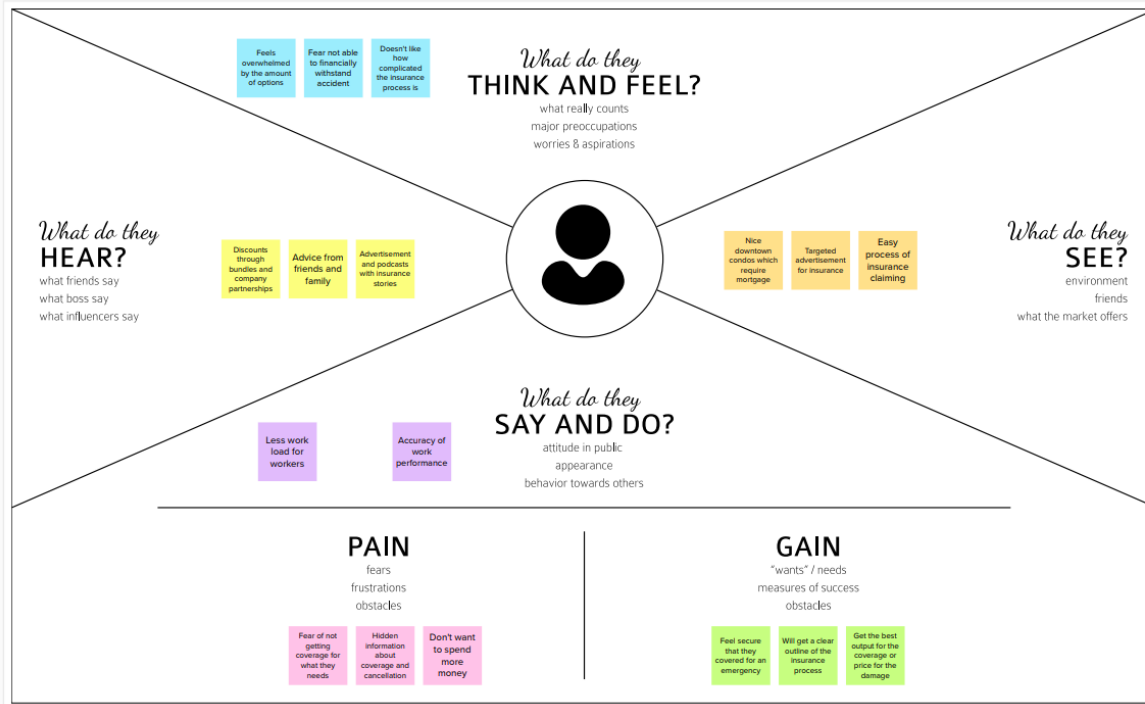 Feels
overwhelmed
by the amount
of options
Fear not able
to financially
withstand
accident
Doesn't like
how
complicated
the insurance
process is
What do they
THINK AND FEEL?
what really counts
major preoccupations
worries & aspirations
What do they
HEAR?
what friends say
what boss say
what influencers say
Discounts
through
bundles and
company
partnerships
Advice from
friends and
family
Advertisement
and podcasts
with insurance
stories
Nice
downtown
condos which
require
mortgage
Targeted
advertisement
for insurance
Easy
process of
insurance
claiming
What do they
SEE?
environment
friends
what the market offers
What do they
SAY AND DO?
attitude in public
appearance
behavior towards others
Less work
load for
workers
Accuracy of
work
performance
PAIN
fears
frustrations
obstacles
Fear of not
getting
coverage for
what they
needs
Hidden
information
about
coverage and
cancellation
Don't want
to spend
more
money
GAIN
"wants" / needs
measures of success
obstacles
Feel secure
that they
covered for an
emergency
Will get a clear
outline of the
insurance
process
Get the best
output for the
coverage or
price for the
damage